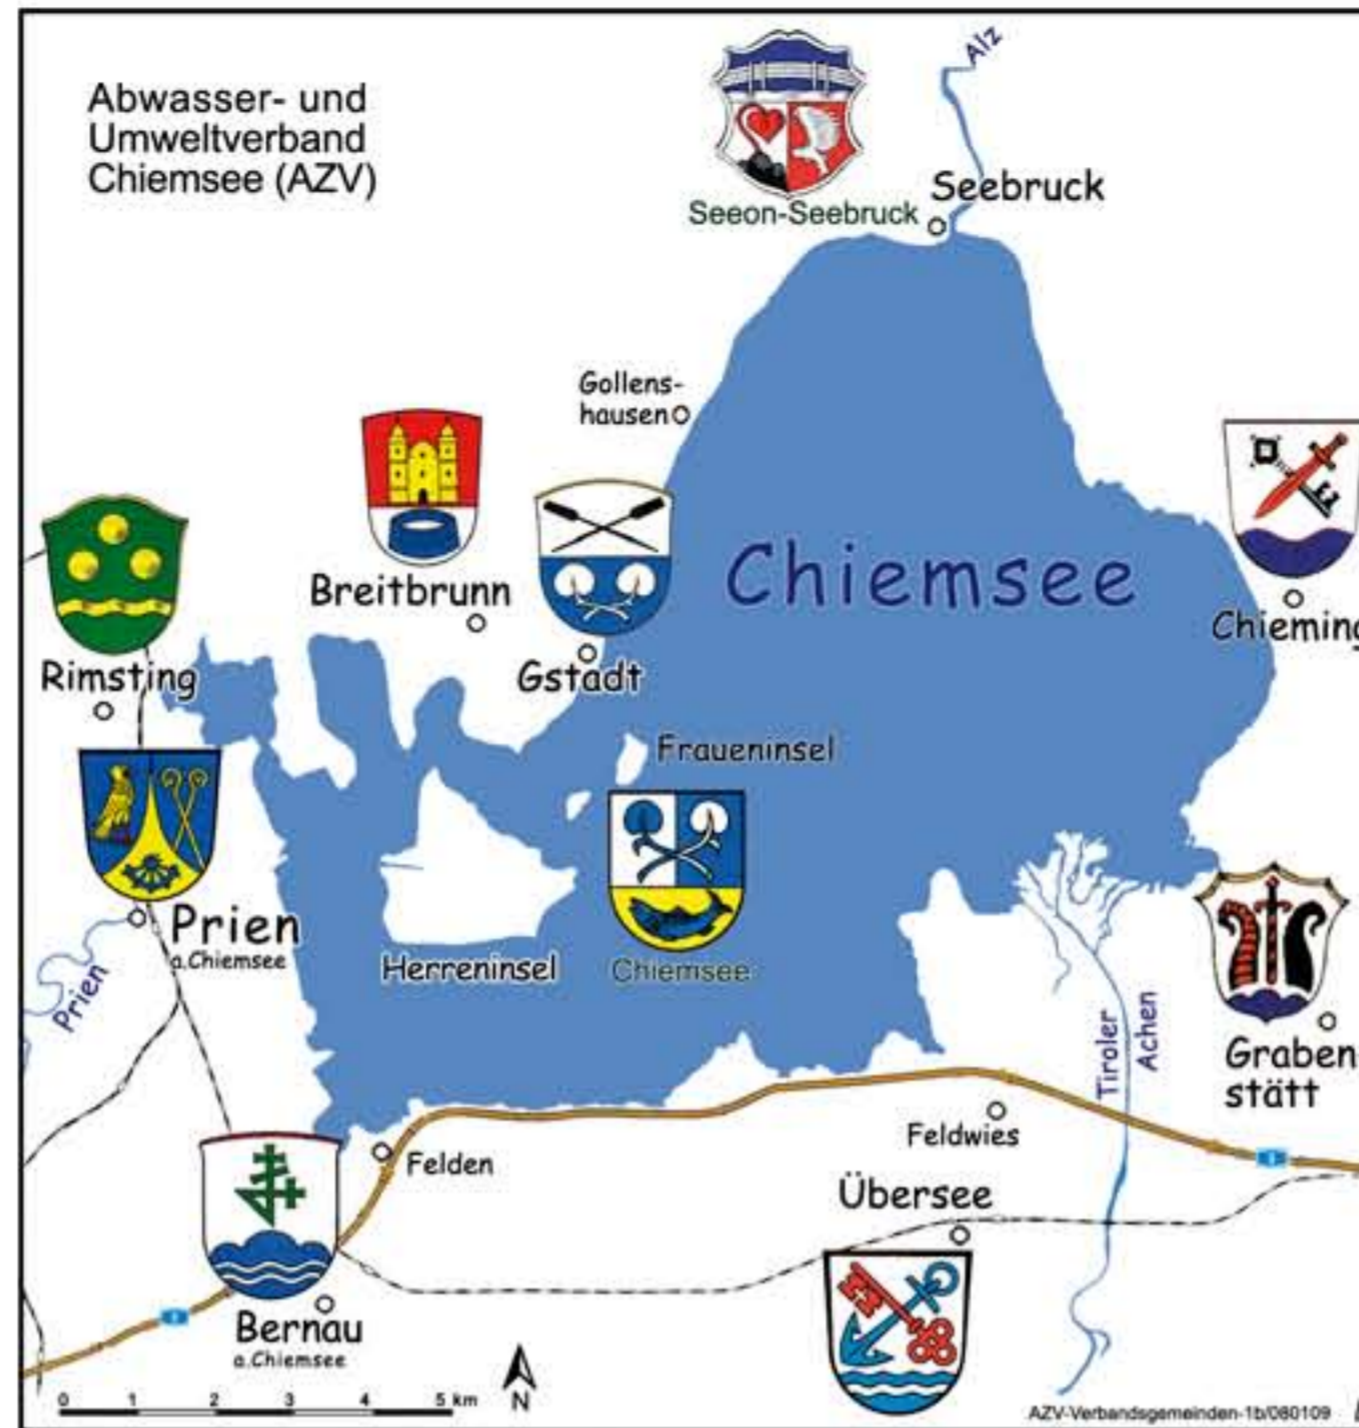 Abwasser- und
Umweltverband
Chiemsee (AZV)
Alz
Seebruck
Seeon-Seebruck
Gollens-
hausen
Chiemsee
Breitbrunn
Chieming
Rimsting
Gstadt
Fraueninsel
Prien
a.Chiemsee
Herreninsel
Chiemsee
Prien
Tiroler
Achen
Graben
stätt
Feldwies
Felden
Übersee
Bernau
a.Chiemsee
0 1 2 3 4 5 km
N
AZV-Verbandsgemeinden-1b/080109